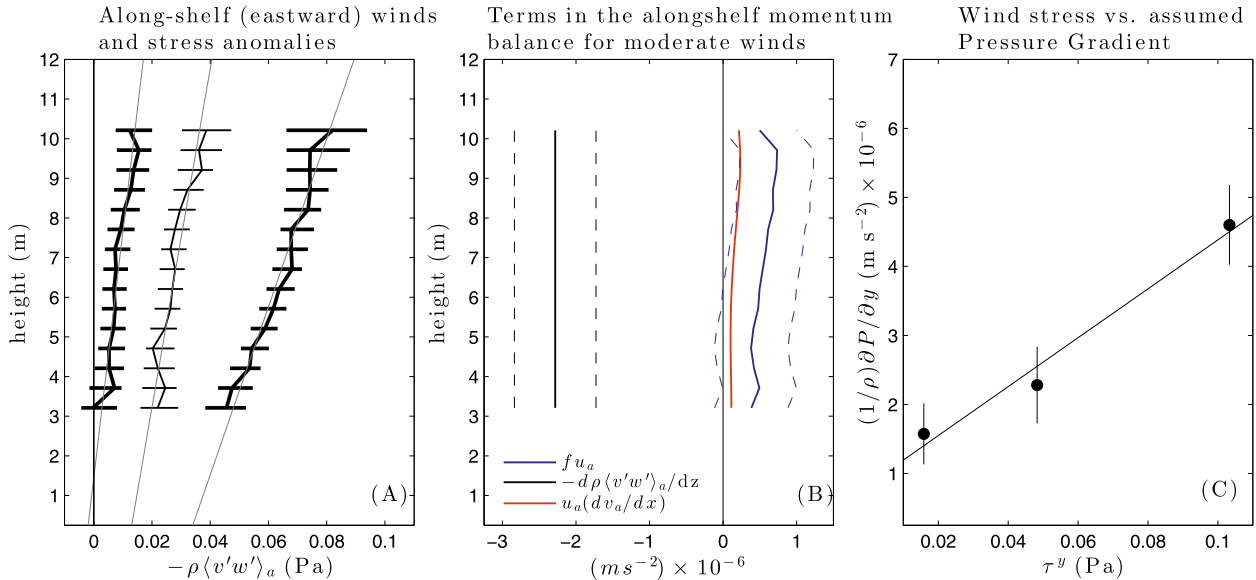 Along-shelf (eastward) winds
and stress anomalies
12
11
10
9
8
7
6
5
4
3
2
1
height (m)
(A)
0 0.02 0.04 0.06 0.08 0.1
−ρ⟨v′w′⟩a (Pa)
Terms in the alongshelf momentum
balance for moderate winds
12
11
10
9
8
7
6
5
4
3
2
1
height (m)
fua
−dρ⟨v′w′⟩a/dz
ua(dva/dx)
(B)
−3 −2 −1 0 1
(ms−2) × 10−6
Wind stress vs. assumed
Pressure Gradient
7
6
5
4
3
2
1
(1/ρ)∂P/∂y (m s−2) × 10−6
(C)
0.02 0.04 0.06 0.08 0.1
τy (Pa)